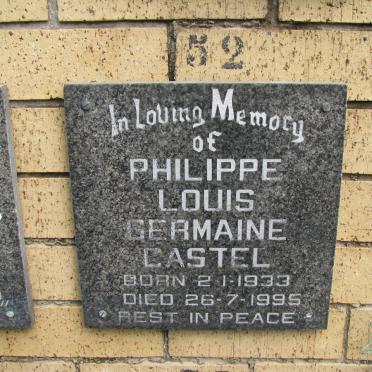 52
In Loving Memory
of
PHILIPPE
LOUIS
GERMAINE
CASTEL
BORN 2-1-1933
DIED 26-7-1995
REST IN PEACE